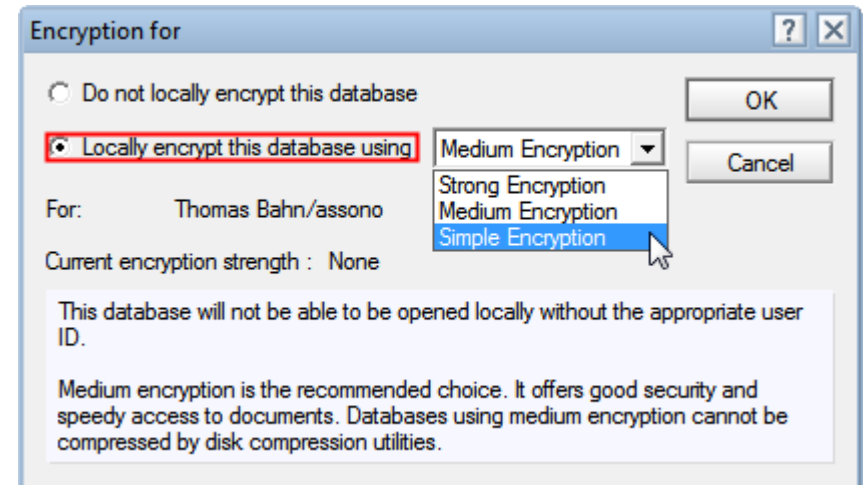 Encryption for
Do not locally encrypt this database
OK
Locally encrypt this database using
Medium Encryption
Cancel
Strong Encryption
Medium Encryption
Simple Encryption
For: Thomas Bahn/assono
Current encryption strength : None
This database will not be able to be opened locally without the appropriate user
ID.
Medium encryption is the recommended choice. It offers good security and
speedy access to documents. Databases using medium encryption cannot be
compressed by disk compression utilities.